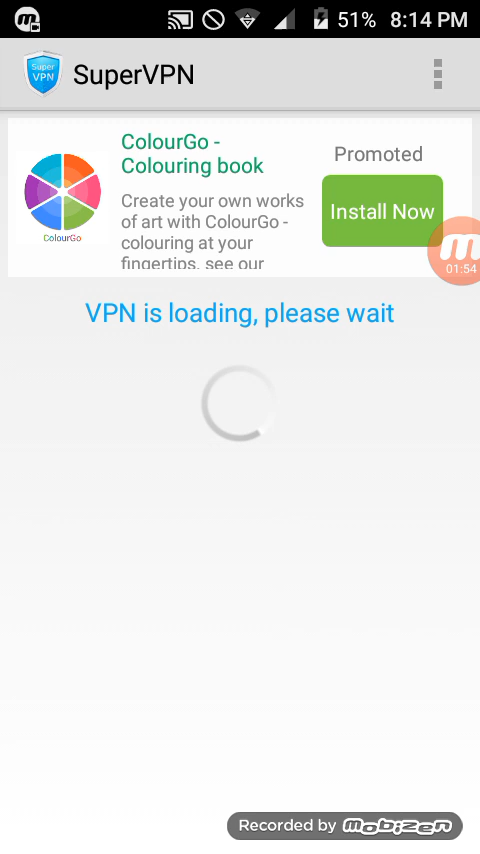 51% 8:14 PM
Super
VPN
SuperVPN
ColourGo -
Colouring book
Promoted
Create your own works
of art with ColourGo -
colouring at your
fingertips, see our
Install Now
ColourGo
01:54
VPN is loading, please wait
Recorded by mobizen